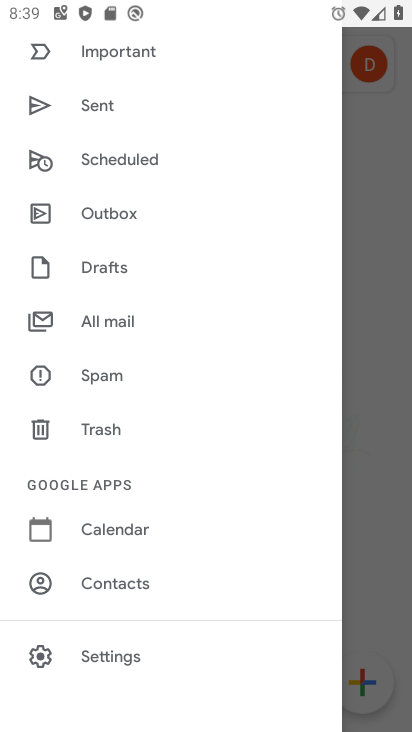 8:39
D
Important
Sent
Scheduled
Outbox
Drafts
All mail
Spam
Trash
GOOGLE APPS
Calendar
Contacts
Settings